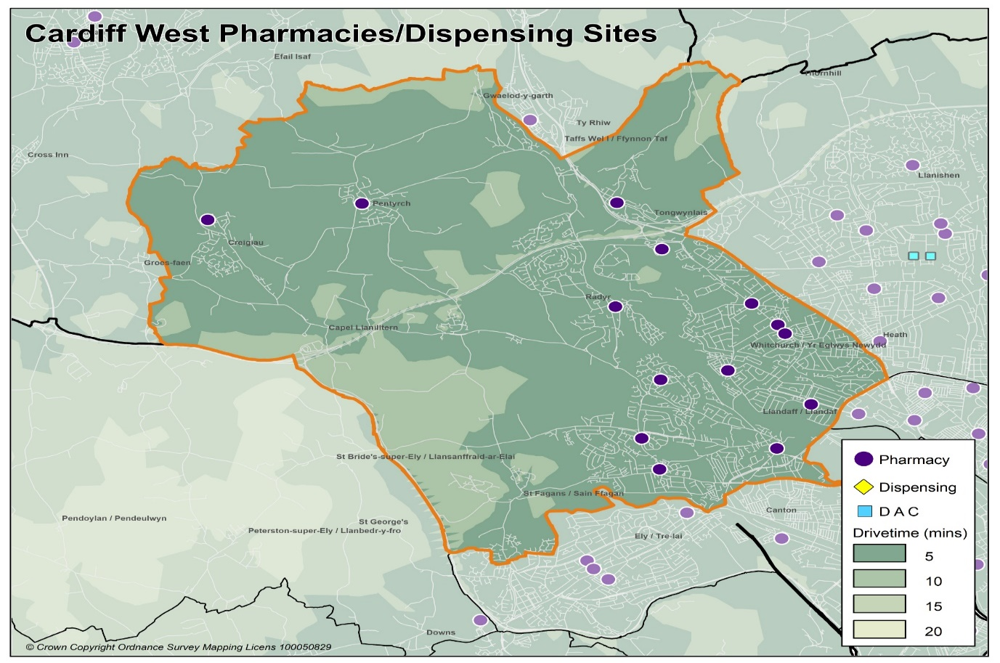 Cardiff West Pharmacies/Dispensing Sites
Efail Isaf
Thornhill
Gwaelod-y-garth
Ty Rhiw
Taffs Wel l / Ffynnon Taf
Cross Inn
Llanishen
Pentyrch
Tongwynlais
Creigiau
Groes-faen
Radyr
Capel Llanilltern
Heath
Whitchurch / Yr Eglwys Newydd
Llandaff / Llandaf
St Bride's-super-Ely / Llansanffraid-ar-Elai
St Fagans / Sain Ffagan
Canton
Pendoylan / Pendeulwyn
St George's
Peterston-super-Ely / Llanbedr-y-fro
Ely / Tre-lai
Downs
Pharmacy
Dispensing
D A C
Drivetime (mins)
5
10
15
20
© Crown Copyright Ordnance Survey Mapping Licens 100050829